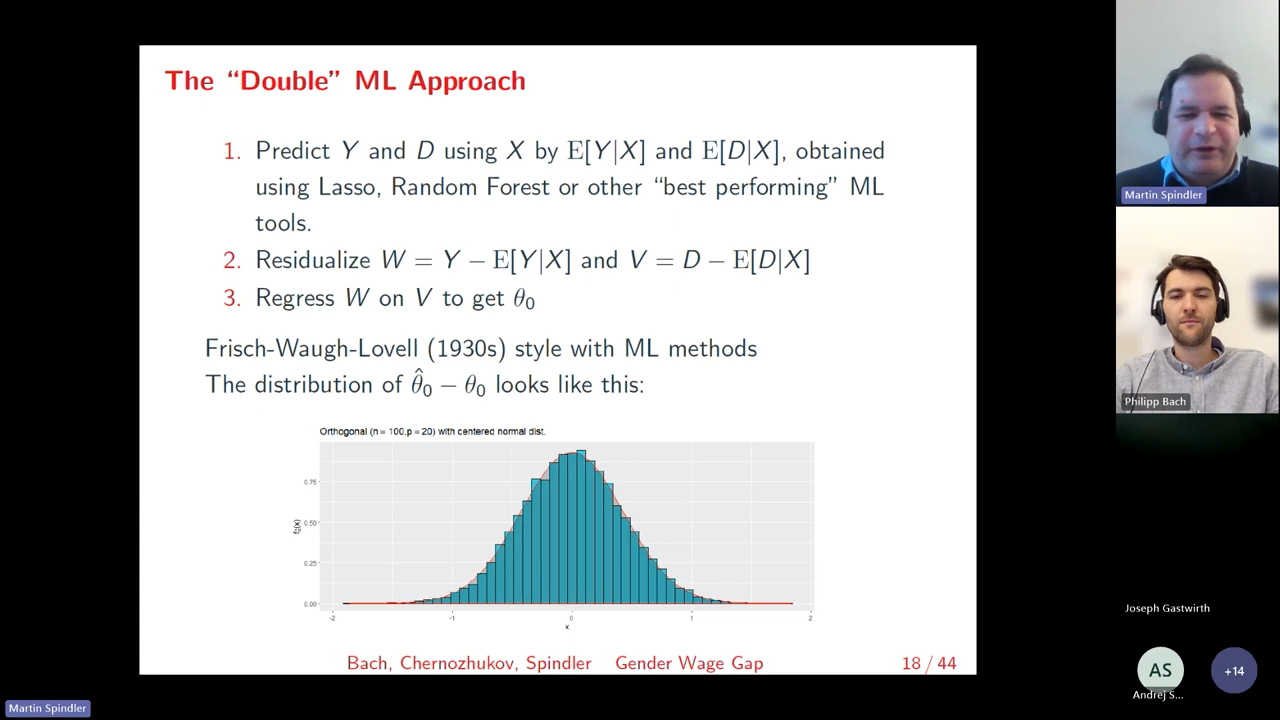 The “Double” ML Approach
1. Predict Y and D using X by E[Y|X] and E[D|X], obtained
using Lasso, Random Forest or other “best performing” ML
tools.
2. Residualize W = Y − E[Y|X] and V = D − E[D|X]
3. Regress W on V to get θ₀
Frisch-Waugh-Lovell (1930s) style with ML methods
The distribution of θ̂₀ − θ₀ looks like this:
Orthogonal (n = 100, p = 20) with centered normal dist.
0.75
0.50
0.25
0.00
-2 -1 0 1 2
x
Bach, Chernozhukov, Spindler Gender Wage Gap 18 / 44
Martin Spindler
Philipp Bach
Joseph Gastwirth
AS
+14
Andrej S...
Martin Spindler